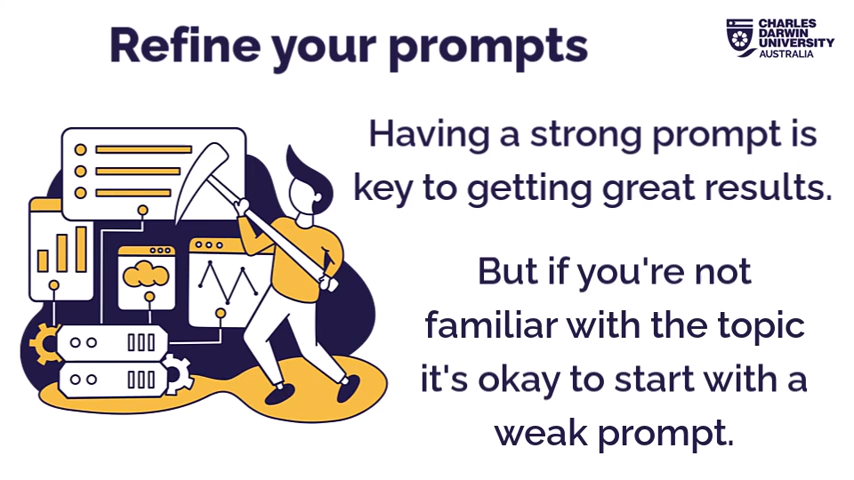 Refine your prompts
CHARLES
DARWIN
UNIVERSITY
AUSTRALIA
Having a strong prompt is
key to getting great results.
But if you're not
familiar with the topic
it's okay to start with a
weak prompt.